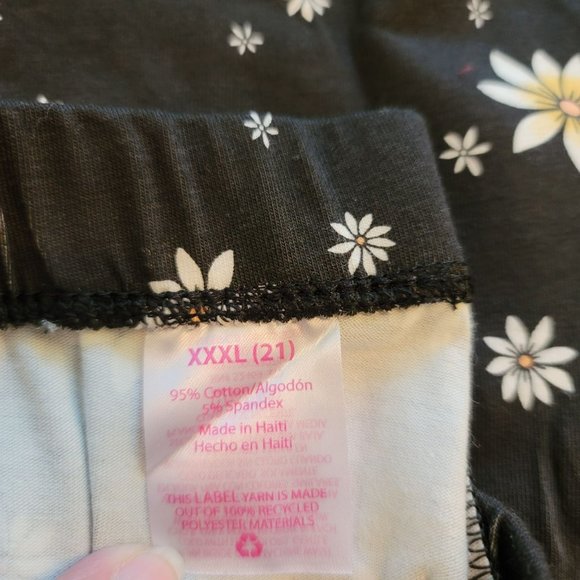 XXXL (21)
95% Cotton/Algodón
5% Spandex
Made in Haiti
Hecho en Haití
THIS LABEL YARN IS MADE
OUT OF 100% RECYCLED
POLYESTER MATERIALS